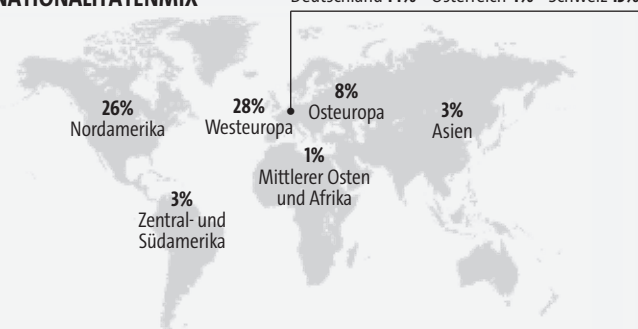 NATIONALITÄTENMIX
Deutschland Österreich Schweiz
26%
Nordamerika
28%
Westeuropa
8%
Osteuropa
3%
Asien
1%
Mittlerer Osten
und Afrika
3%
Zentral- und
Südamerika